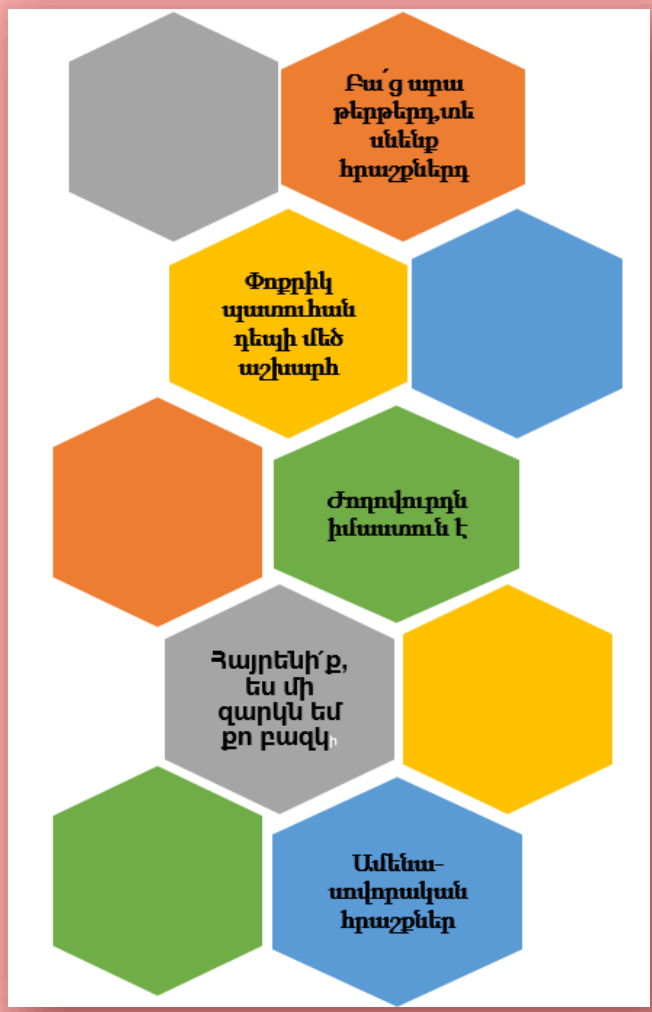 Բա՛ց արա
թերթերդ,տե
սնենք
հրաշքներդ
Փոքրիկ
պատուհան
դեպի մեծ
աշխարհ
Ժողովուրդն
իմաստուն է
Հայրենի՛ք,
ես մի
զարկն եմ
քո բազկի
Ամենա-
սովորական
հրաշքներ